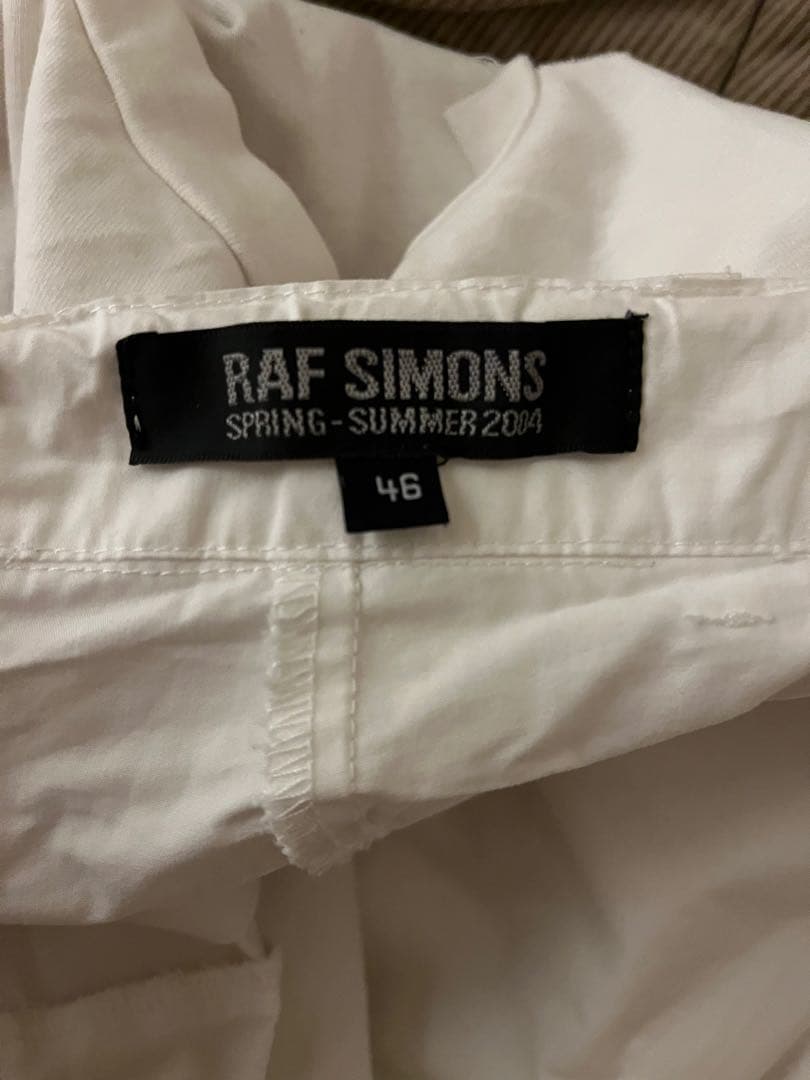 RAF SIMONS
SPRING-SUMMER 2004
46